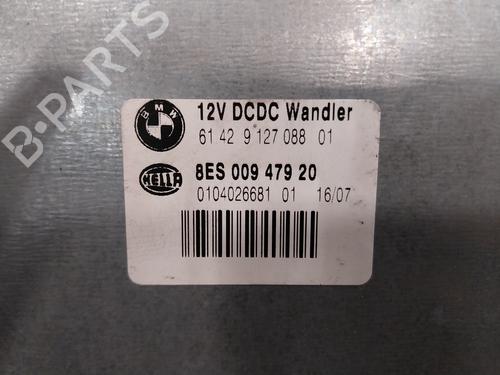 B-PARTS
BMW
12V DCDC Wandler
61 42 9 127 088 01
HELLA
8ES 009 479 20
0104026681 01 16/07